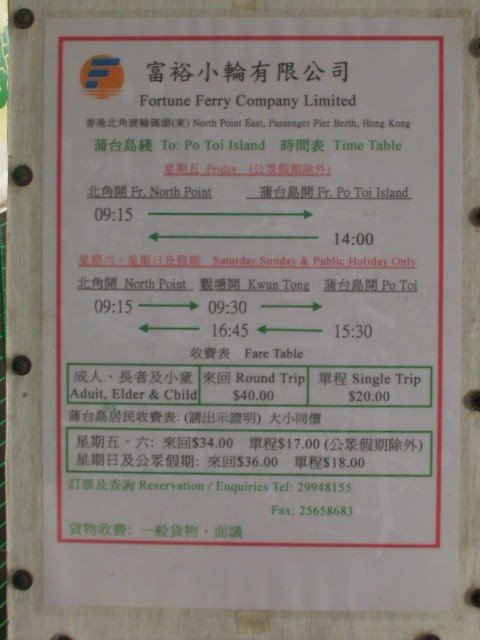 富裕小輪有限公司
Fortune Ferry Company Limited
香港北角渡輪碼頭(東) North Point East, Passenger Pier Berth, Hong Kong
蒲台島綫 To: Po Toi Island 時間表 Time Table
星期五 Friday (公眾假期除外)
北角開 Fr. North Point 蒲台島開 Fr. Po Toi Island
09:15
14:00
星期六、星期日及假期 Saturday,Sunday & Public Holiday Only
北角開 North Point 觀塘開 Kwun Tong 蒲台島開 Po Toi
09:15 09:30
16:45 15:30
收費表 Fare Table
成人、長者及小童 來回 Round Trip 單程 Single Trip
Aduit, Elder & Child $40.00 $20.00
蒲台島居民收費表: (請出示證明) 大小同價
星期五、六: 來回$34.00 單程$17.00 (公眾假期除外)
星期日及公眾假期: 來回$36.00 單程$18.00
訂票及查詢 Reservation / Enquiries Tel: 29948155
Fax: 25658683
貨物收費: 一般貨物、面議